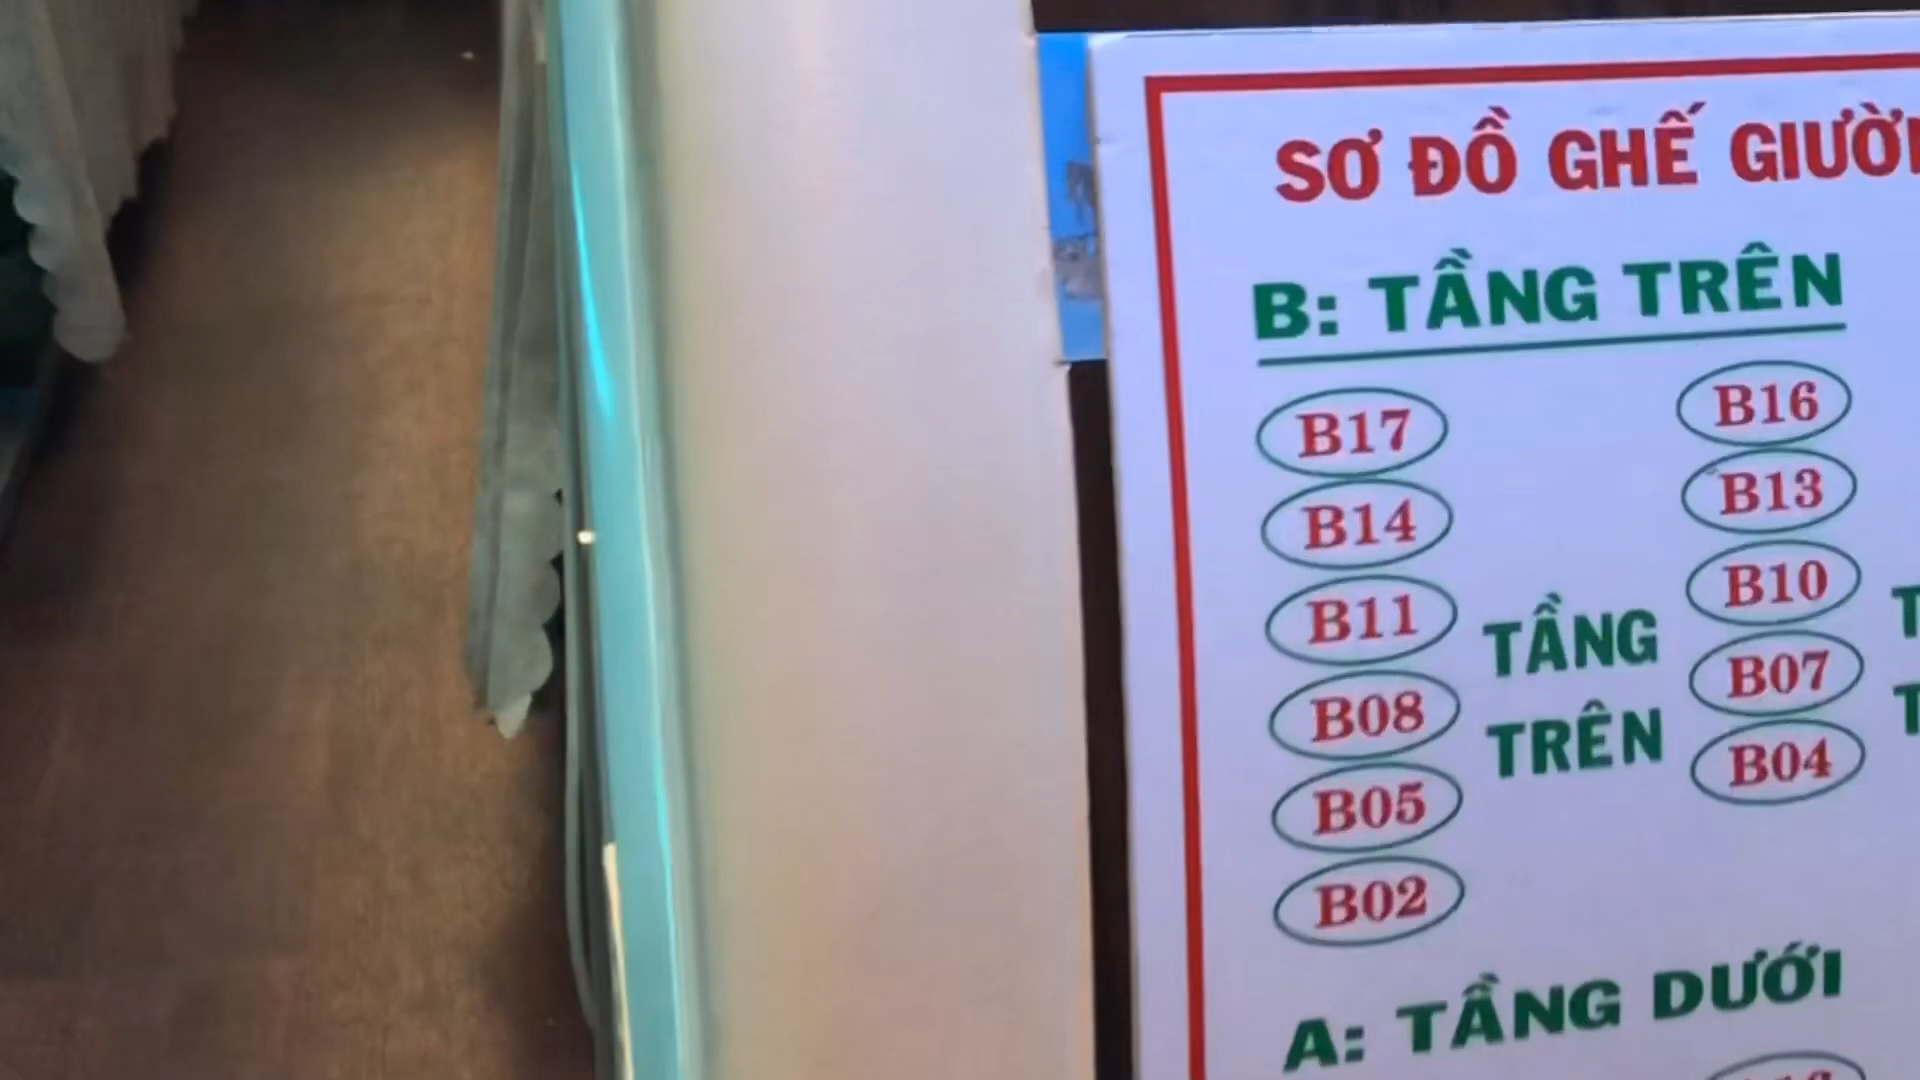 SƠ ĐỒ GHẾ
B: TẦNG TRÊN
B17 B16
B14 B13
B11 B10
TẦNG
B08 B07
TRÊN
B05 B04
B02
A: TẦNG DƯỚI